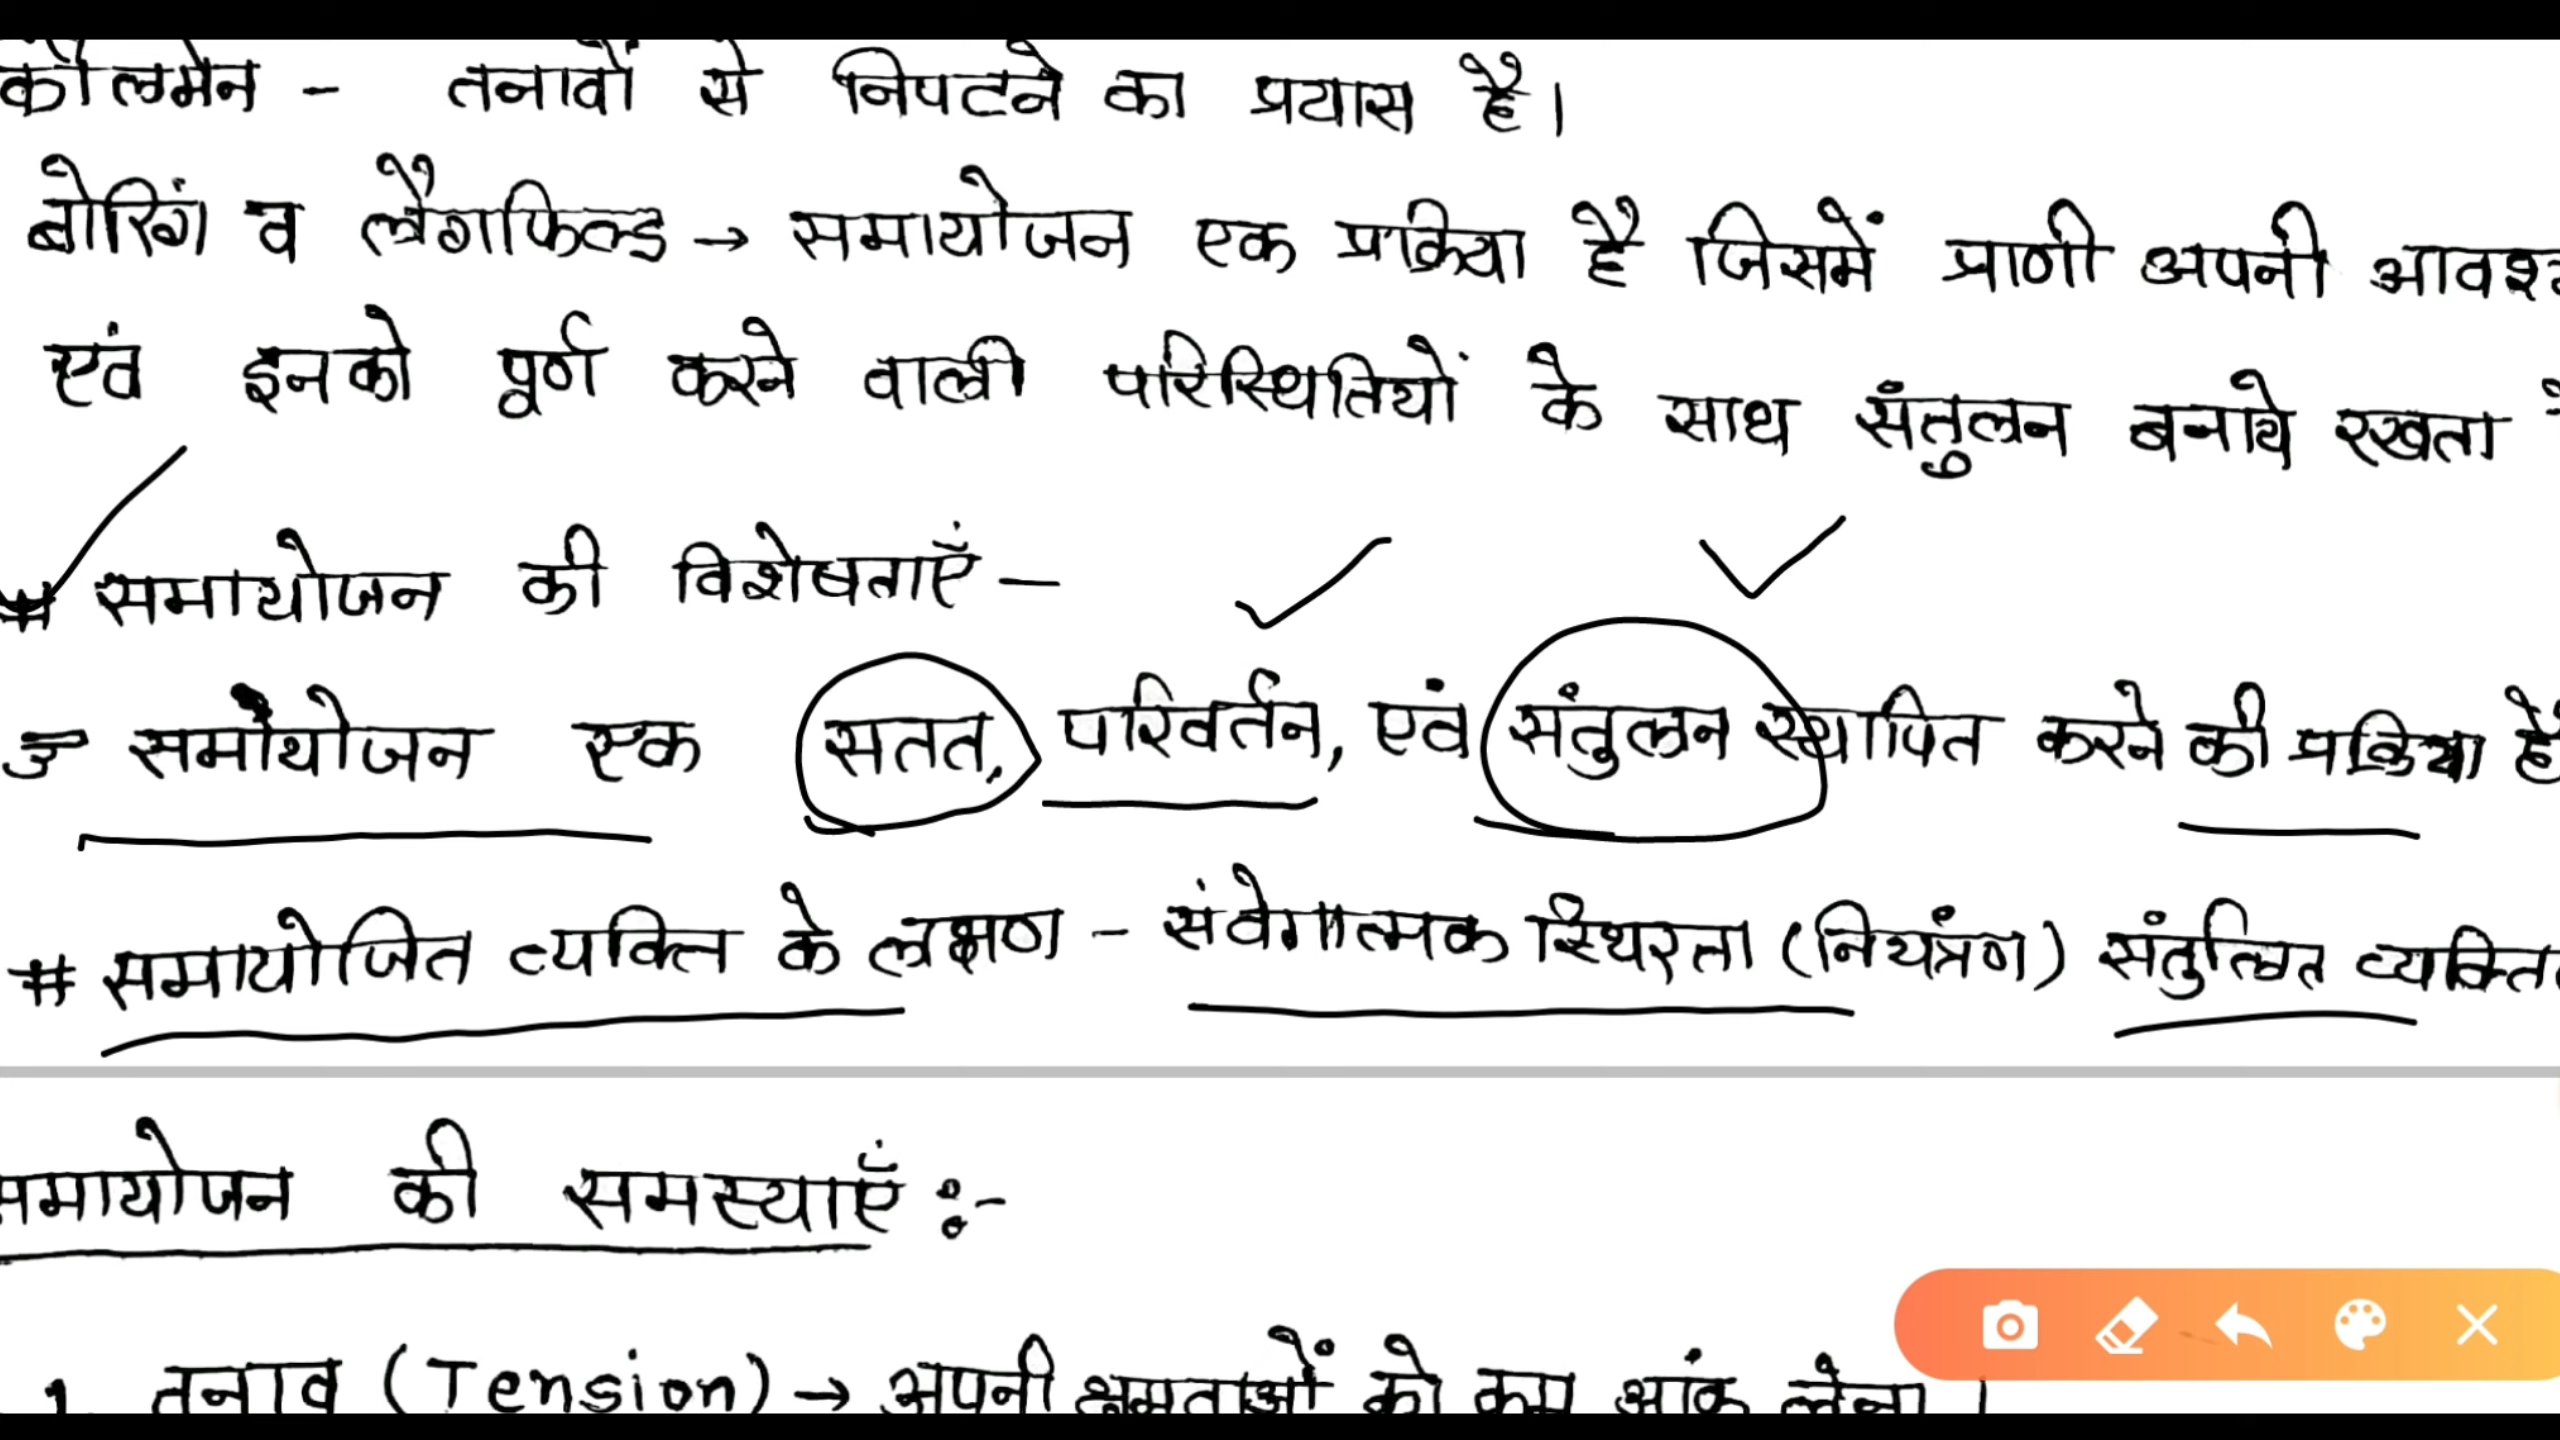 कौलमेन - तनावों से निपटने का प्रयास है।
बोरिंग व लैंगफिल्ड → समायोजन एक प्रक्रिया है जिसमें प्राणी अपनी
एवं इनको पूर्ण करने वाली परिस्थितियों के साथ संतुलन बनाये रखता
# समायोजन की विशेषताएँ -
समायोजन एक सतत, परिवर्तन, एवं संतुलन स्थापित करने की प्रक्रिया है
# समायोजित व्यक्ति के लक्षण - संवेगात्मक स्थिरता (नियंत्रण) संतुलित
समायोजन की समस्याएँ :-
1. तनाव (Tension) → अपनी क्षमताओं को कम आंक लेना।